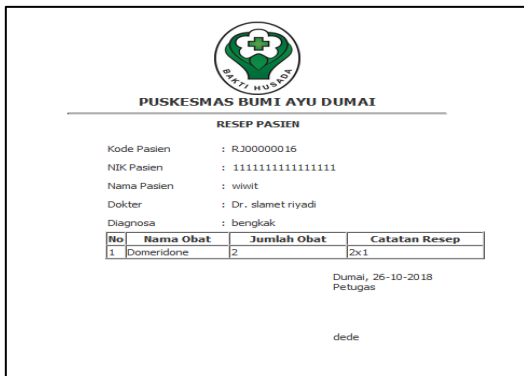 BAKTI HUSADA
PUSKESMAS BUMI AYU DUMAI
RESEP PASIEN
Kode Pasien : RJ00000016
NIK Pasien : 1111111111111111
Nama Pasien : wiwit
Dokter : Dr. slamet riyadi
Diagnosa : bengkak
No Nama Obat Jumlah Obat Catatan Resep
1 Domeridone 2 2x1
Dumai, 26-10-2018
Petugas
dede